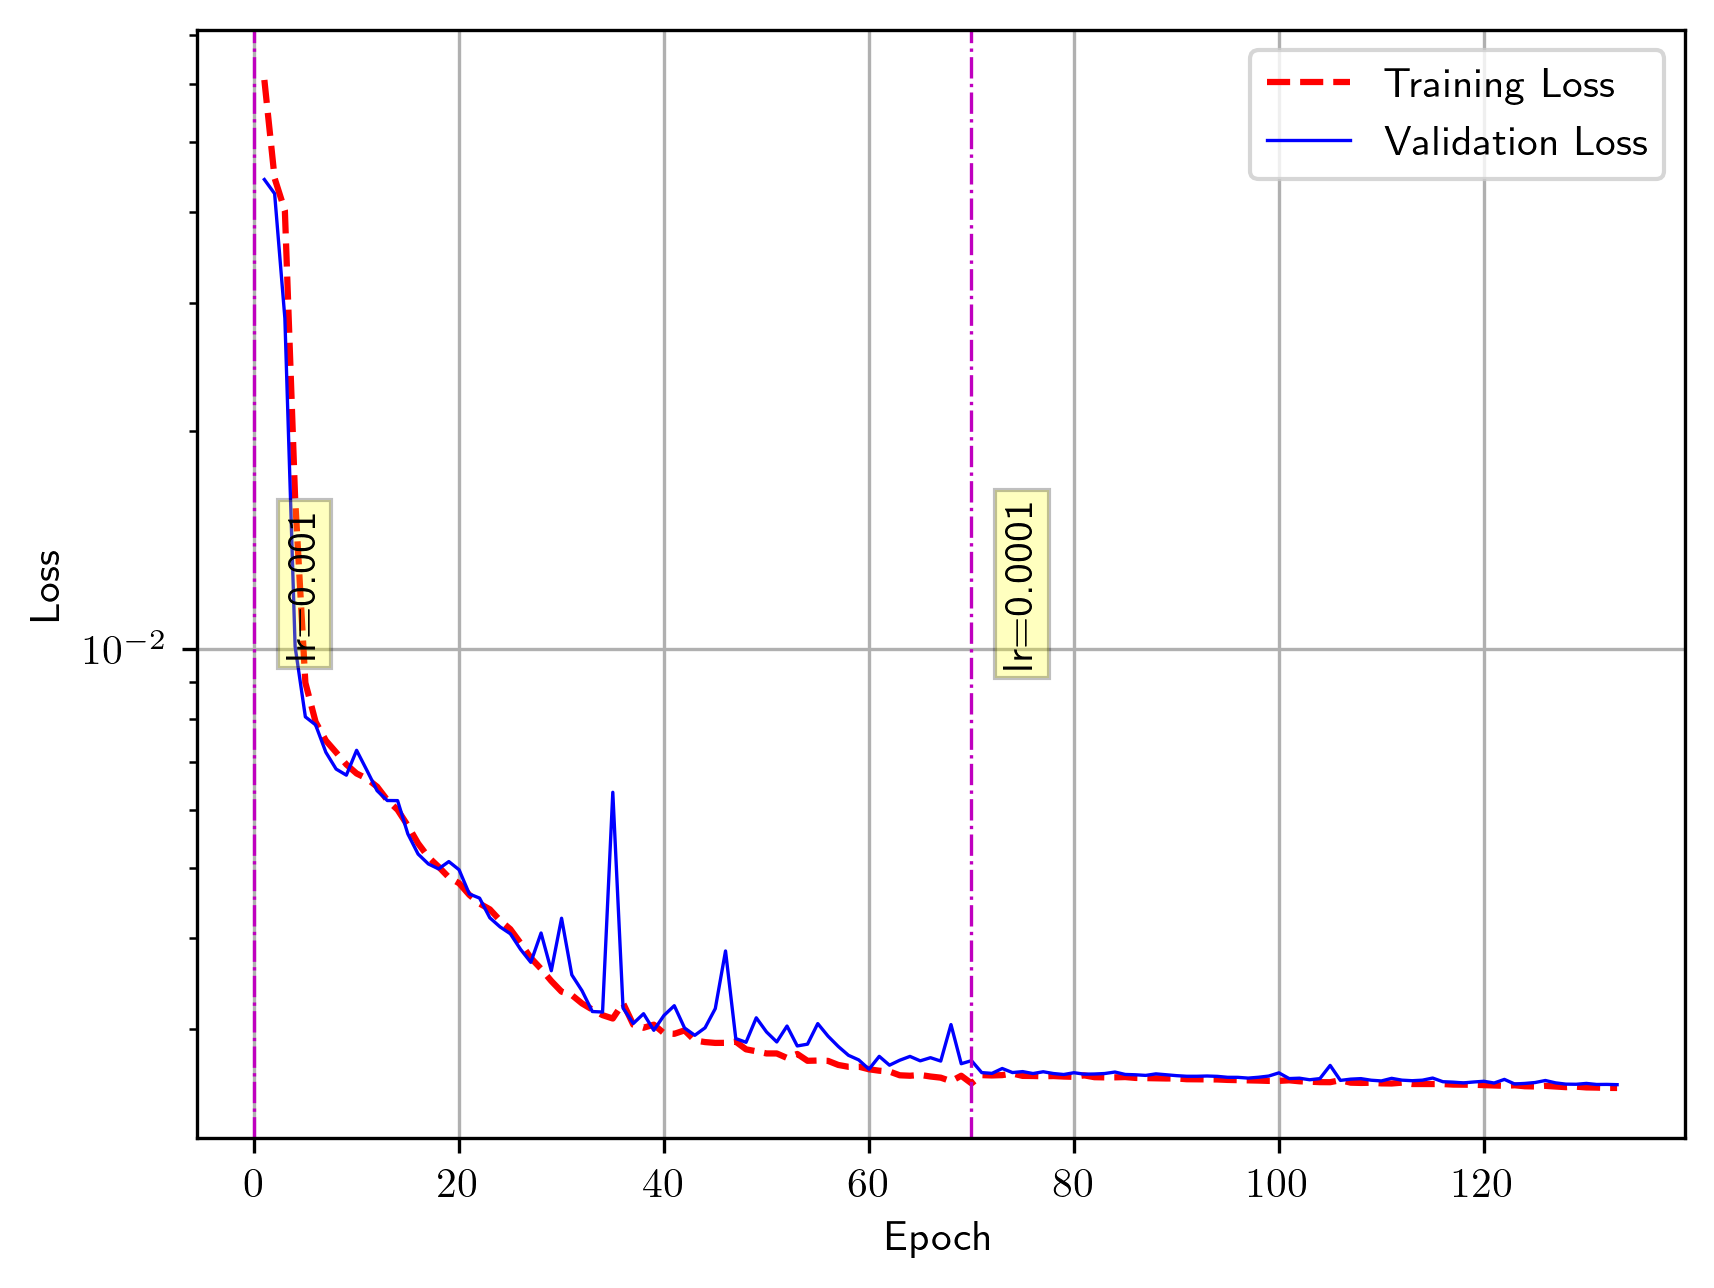 Training Loss
Validation Loss
Loss
10⁻²
lr=0.001
lr=0.0001
0 20 40 60 80 100 120
Epoch